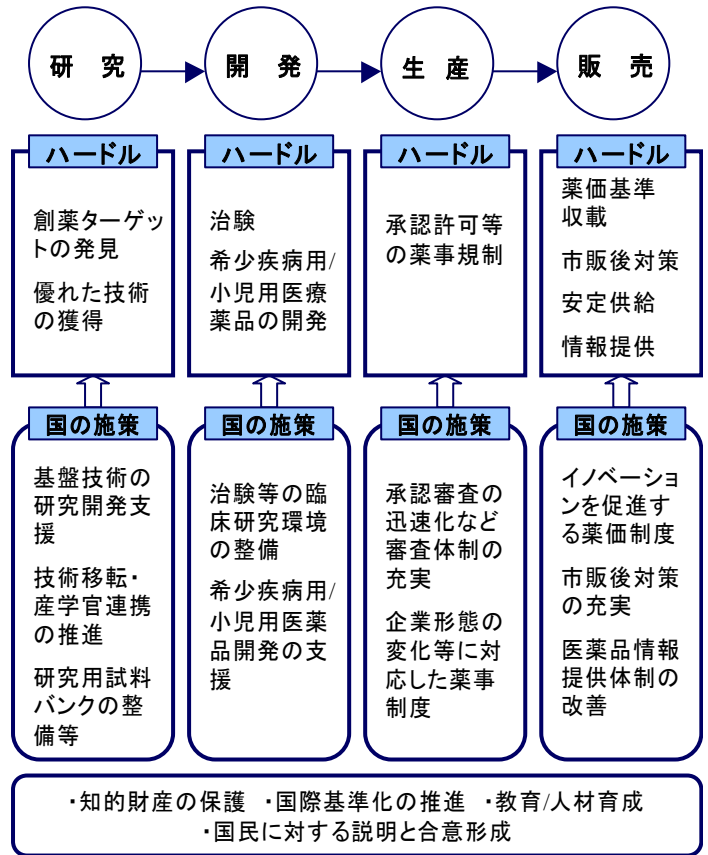 研 究
開 発
生 産
販 売
ハードル
創薬ターゲッ
トの発見
優れた技術
の獲得
ハードル
治験
希少疾病用/
小児用医療
薬品の開発
ハードル
承認許可等
の薬事規制
ハードル
薬価基準
収載
市販後対策
安定供給
情報提供
国の施策
基盤技術の
研究開発支
援
技術移転・
産学官連携
の推進
研究用試料
バンクの整
備等
国の施策
治験等の臨
床研究環境
の整備
希少疾病用/
小児用医薬
品開発の支
援
国の施策
承認審査の
迅速化など
審査体制の
充実
企業形態の
変化等に対
応した薬事
制度
国の施策
イノベーショ
ンを促進す
る薬価制度
市販後対策
の充実
医薬品情報
提供体制の
改善
・知的財産の保護 ・国際基準化の推進 ・教育/人材育成
・国民に対する説明と合意形成